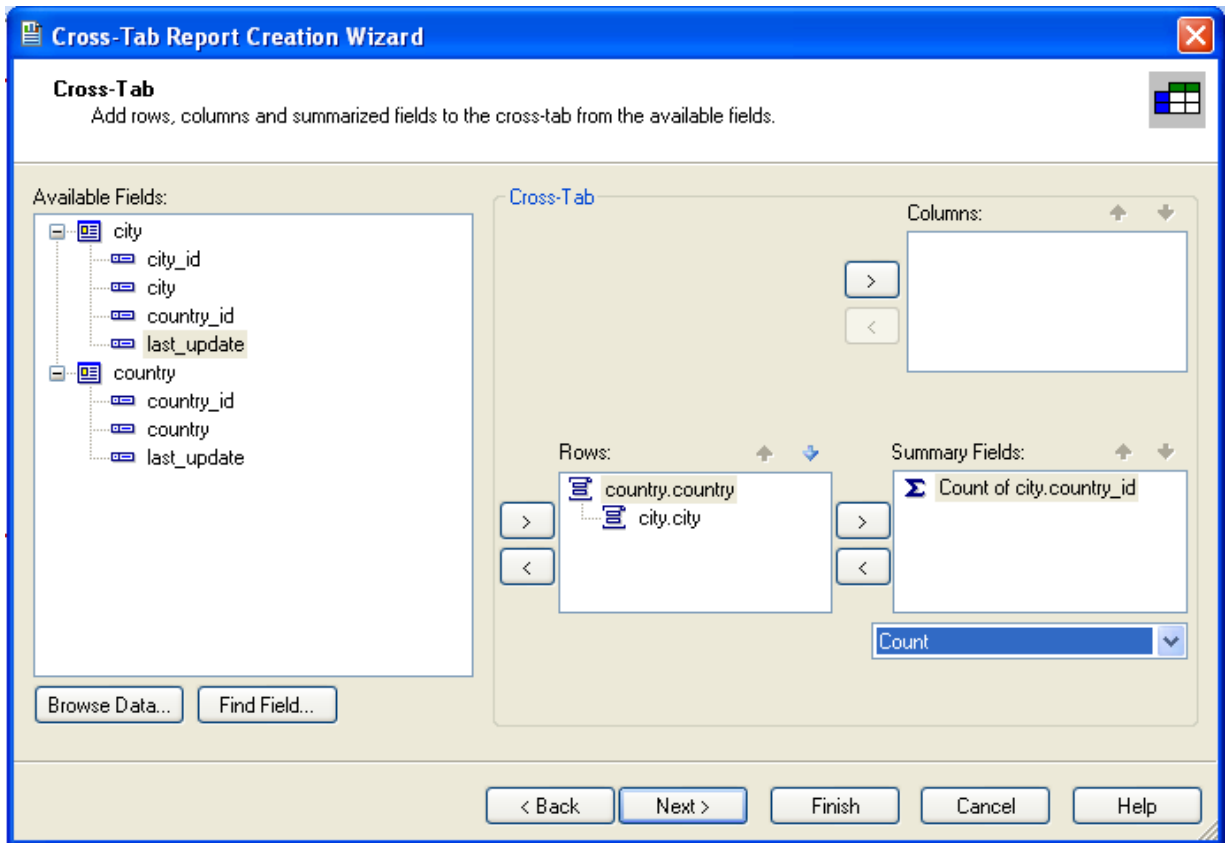 Cross-Tab Report Creation Wizard
Cross-Tab
Add rows, columns and summarized fields to the cross-tab from the available fields.
Available Fields:
city
city_id
city
country_id
last_update
country
country_id
country
last_update
Browse Data...
Find Field...
Cross-Tab
Columns:
>
<
Rows:
country.country
city.city
>
<
Summary Fields:
Σ Count of city.country_id
>
<
Count
< Back
Next >
Finish
Cancel
Help